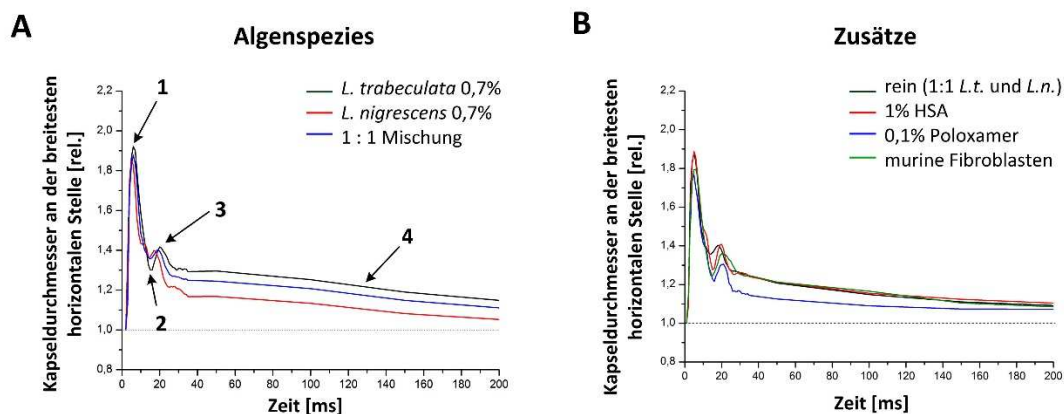 A
Algenspezies
Kapseldurchmesser an der breitesten
horizontalen Stelle [rel.]
2,2
2,0
1,8
1,6
1,4
1,2
1,0
0,8
1
2
3
4
L. trabeculata 0,7%
L. nigrescens 0,7%
1 : 1 Mischung
0 20 40 60 80 100 120 140 160 180 200
Zeit [ms]
B
Zusätze
Kapseldurchmesser an der breitesten
horizontalen Stelle [rel.]
2,2
2,0
1,8
1,6
1,4
1,2
1,0
0,8
rein (1:1 L.t. und L.n.)
1% HSA
0,1% Poloxamer
murine Fibroblasten
0 20 40 60 80 100 120 140 160 180 200
Zeit [ms]